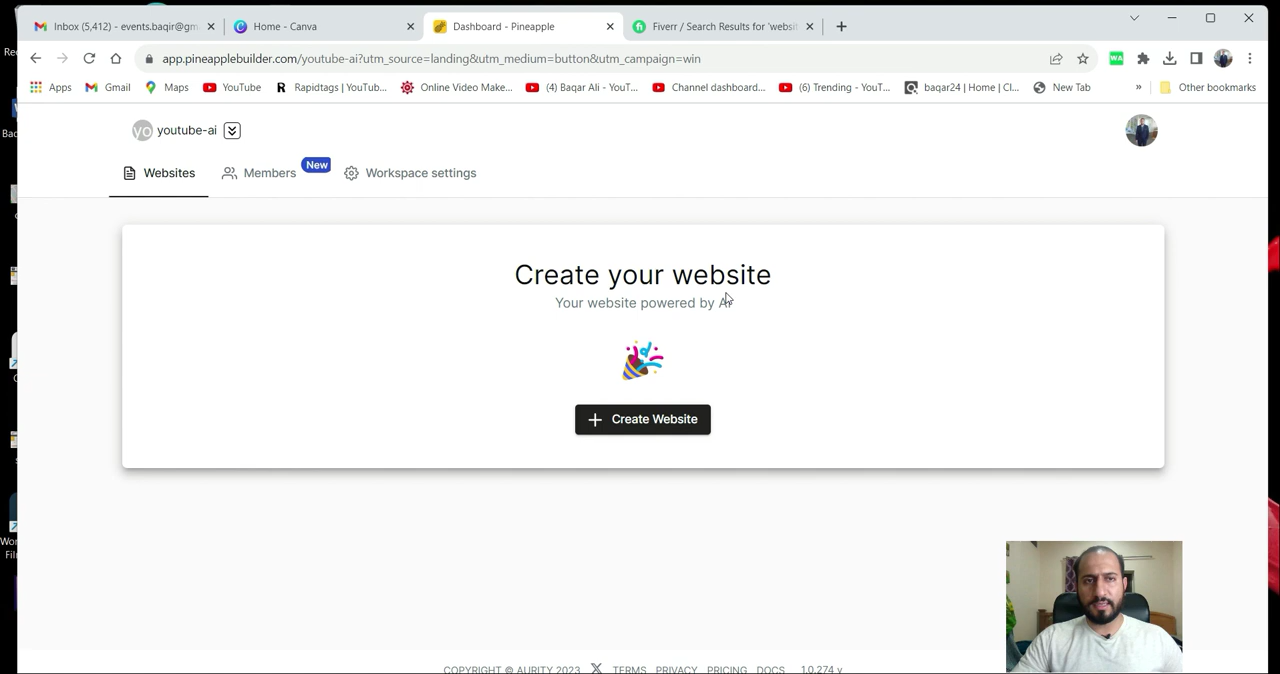 Inbox (5,412) - events.baqir@gm
Home - Canva
Dashboard - Pineapple
Fiverr / Search Results for 'websi
app.pineapplebuilder.com/youtube-ai?utm_source=landing&utm_medium=button&utm_campaign=win
WA
Apps
Gmail
Maps
YouTube
Rapidtags | YouTub...
Online Video Make...
(4) Baqar Ali - YouT...
Channel dashboard...
(6) Trending - YouT...
baqar24 | Home | Cl...
New Tab
»
Other bookmarks
yo youtube-ai
Websites
Members
New
Workspace settings
Create your website
Your website powered by
+ Create Website
COPYRIGHT © AURITY 2023 X TERMS PRIVACY PRICING DOCS 1.0.274 v